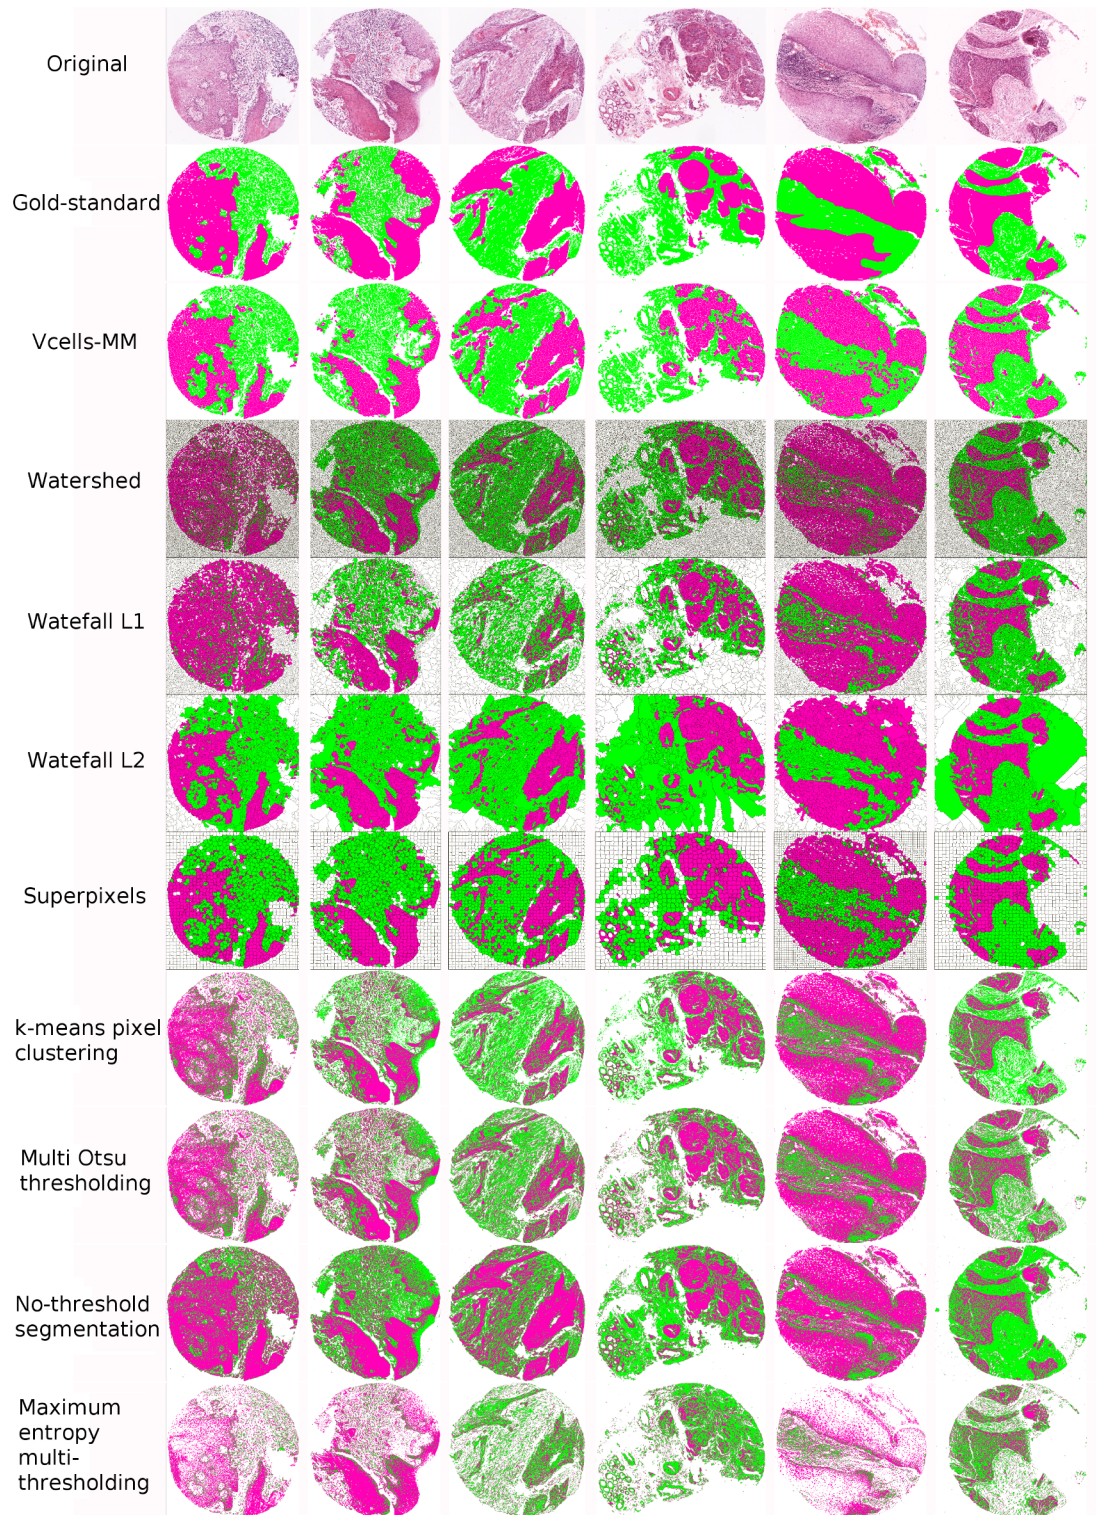 Original
Gold-standard
Vcells-MM
Watershed
Watefall L1
Watefall L2
Superpixels
k-means pixel
clustering
Multi Otsu
thresholding
No-threshold
segmentation
Maximum
entropy
multi-
thresholding